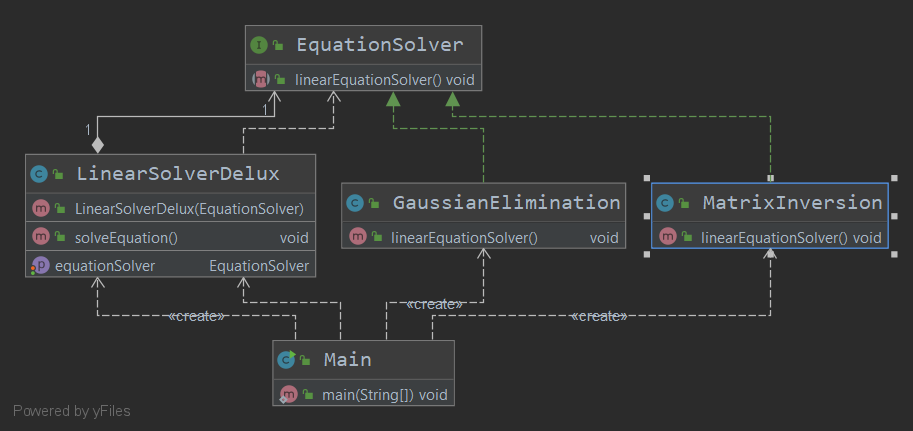 I EquationSolver
m linearEquationSolver() void
1
1
C LinearSolverDelux
m LinearSolverDelux(EquationSolver)
m solveEquation() void
p equationSolver EquationSolver
C GaussianElimination
m linearEquationSolver() void
C MatrixInversion
m linearEquationSolver() void
«create»
«create»
«create»
C Main
m main(String[]) void
Powered by yFiles